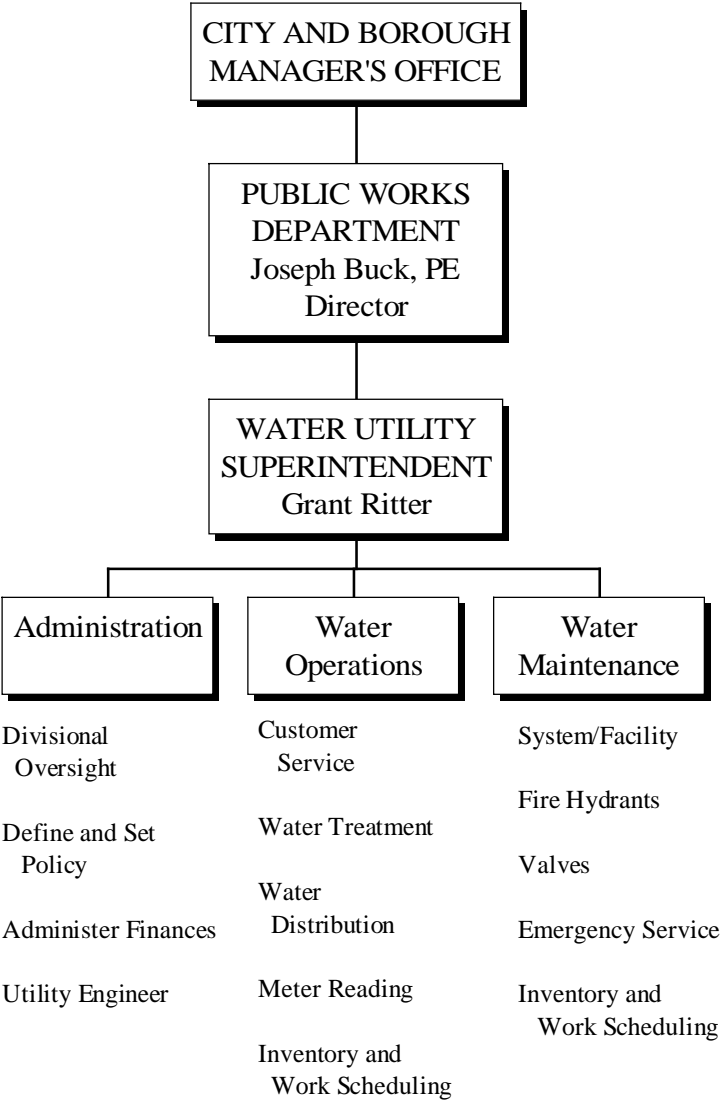 CITY AND BOROUGH
MANAGER'S OFFICE
PUBLIC WORKS
DEPARTMENT
Joseph Buck, PE
Director
WATER UTILITY
SUPERINTENDENT
Grant Ritter
Administration
Divisional
Oversight
Define and Set
Policy
Administer Finances
Utility Engineer
Water
Operations
Customer
Service
Water Treatment
Water
Distribution
Meter Reading
Inventory and
Work Scheduling
Water
Maintenance
System/Facility
Fire Hydrants
Valves
Emergency Service
Inventory and
Work Scheduling